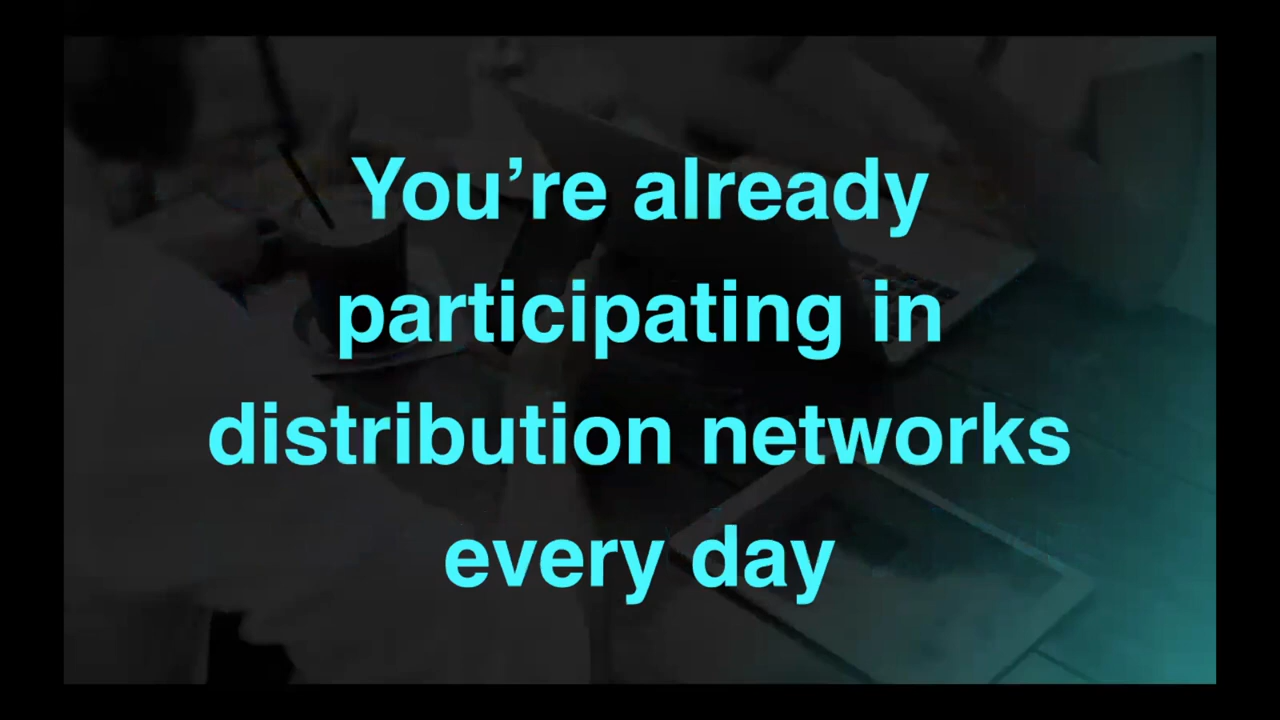 You’re already
participating in
distribution networks
every day